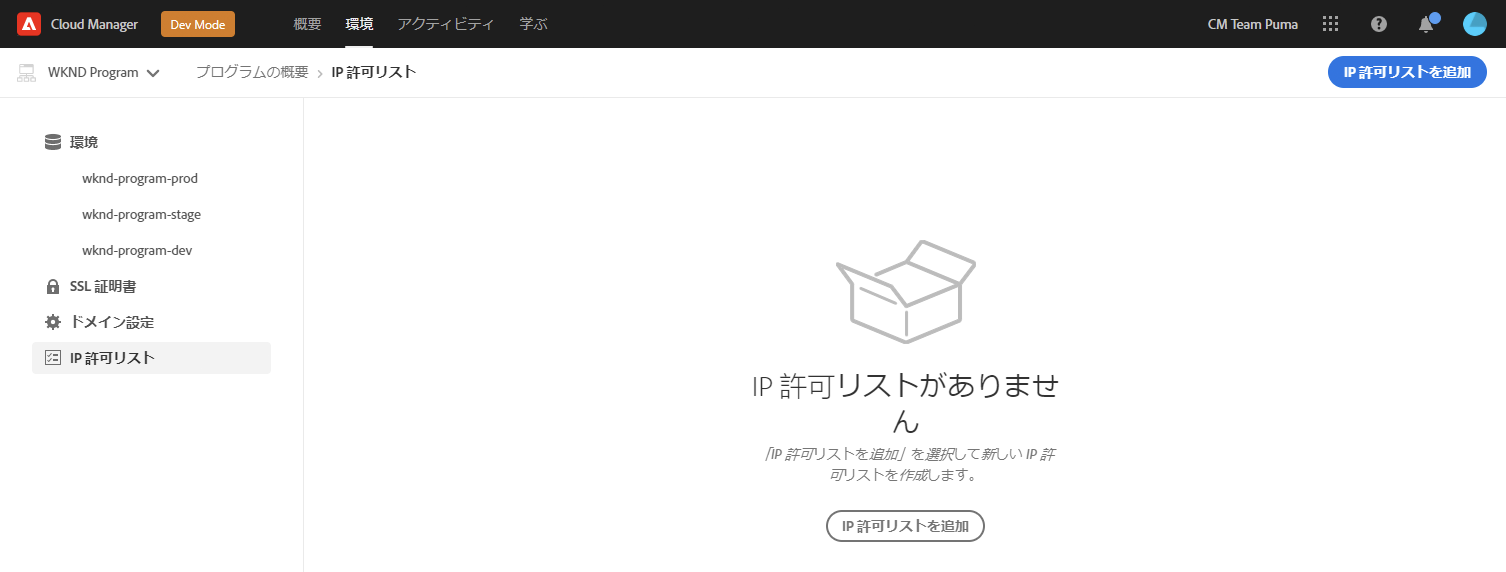 Cloud Manager Dev Mode 概要 環境 アクティビティ 学ぶ CM Team Puma
WKND Program プログラムの概要 › IP 許可リスト IP 許可リストを追加
環境
wknd-program-prod
wknd-program-stage
wknd-program-dev
SSL 証明書
ドメイン設定
IP 許可リスト
IP 許可リストがありませ
ん
「IP 許可リストを追加」を選択して新しい IP 許
可リストを作成します。
IP 許可リストを追加